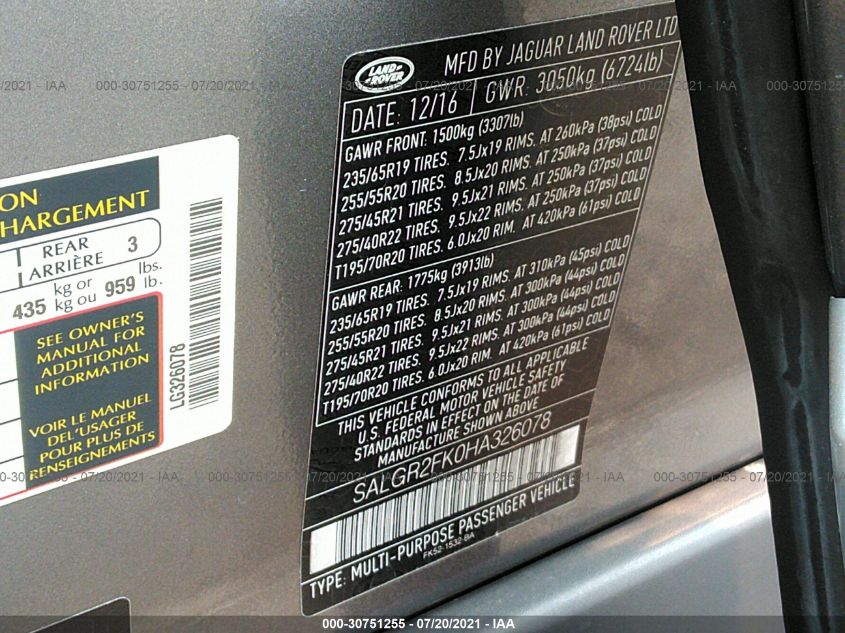 ON
HARGEMENT
REAR 3
ARRIÈRE
435 kg or 959 lbs.
kg ou lb.
SEE OWNER'S
MANUAL FOR
ADDITIONAL
INFORMATION
VOIR LE MANUEL
DEL'USAGER
POUR PLUS DE
RENSEIGNEMENTS
LG326078
LAND ROVER
MFD BY JAGUAR LAND ROVER LTD
DATE: 12/16 GWR: 3050kg (6724lb)
GAWR FRONT: 1500kg (3307lb)
235/65R19 TIRES. 7.5Jx19 RIMS. AT 260kPa (38psi) COLD
255/55R20 TIRES. 8.5Jx20 RIMS. AT 250kPa (37psi) COLD
275/45R21 TIRES. 9.5Jx21 RIMS. AT 250kPa (37psi) COLD
275/40R22 TIRES. 9.5Jx22 RIMS. AT 250kPa (37psi) COLD
T195/70R20 TIRES. 6.0Jx20 RIM. AT 420kPa (61psi) COLD
GAWR REAR: 1775kg (3913lb)
235/65R19 TIRES. 7.5Jx19 RIMS. AT 310kPa (45psi) COLD
255/55R20 TIRES. 8.5Jx20 RIMS. AT 300kPa (44psi) COLD
275/45R21 TIRES. 9.5Jx21 RIMS. AT 300kPa (44psi) COLD
275/40R22 TIRES. 9.5Jx22 RIMS. AT 300kPa (44psi) COLD
T195/70R20 TIRES. 6.0Jx20 RIM. AT 420kPa (61psi) COLD
THIS VEHICLE CONFORMS TO ALL APPLICABLE
U.S. FEDERAL MOTOR VEHICLE SAFETY
STANDARDS IN EFFECT ON THE DATE OF
MANUFACTURE SHOWN ABOVE
SALGR2FK0HA326078
TYPE: MULTI-PURPOSE PASSENGER VEHICLE
FK52-1532-BA
000-30751255 - 07/20/2021 - IAA